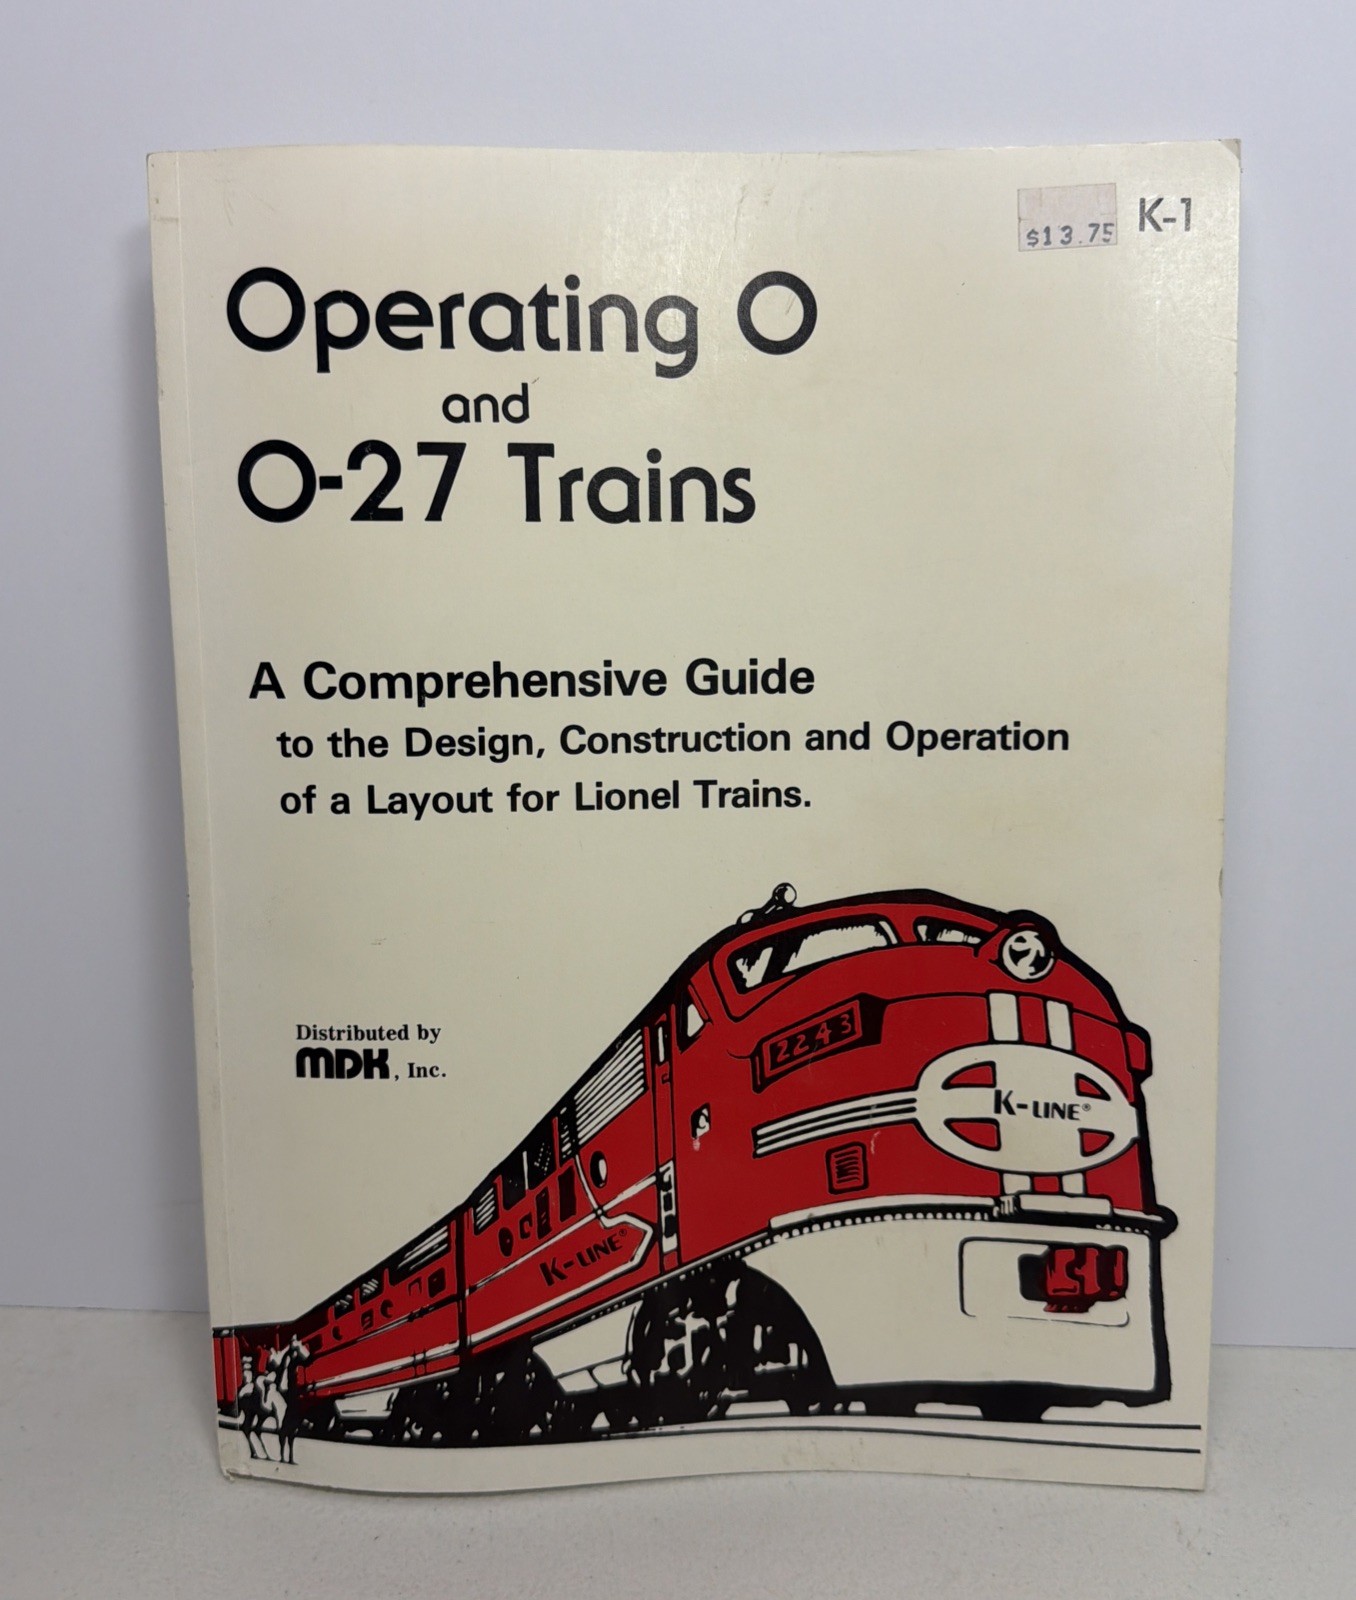 $13.75 K-1
Operating O
and
O-27 Trains
A Comprehensive Guide
to the Design, Construction and Operation
of a Layout for Lionel Trains.
Distributed by
MDK, Inc.
2243
K-LINE®
K-LINE®